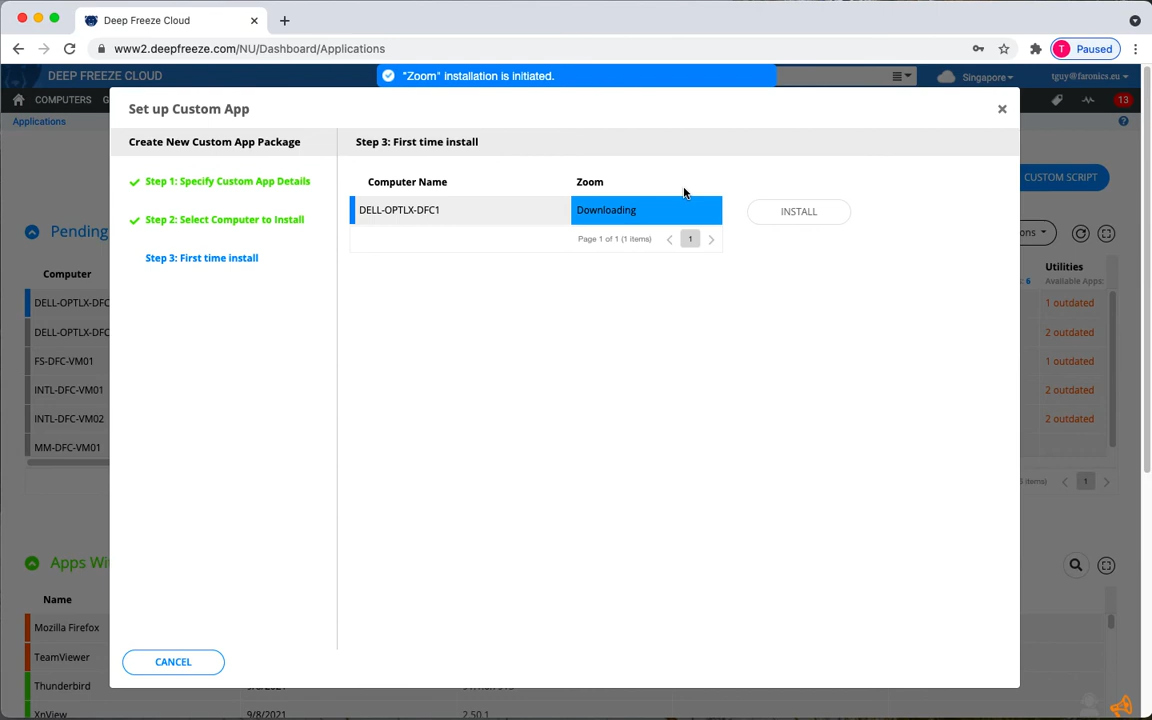 Deep Freeze Cloud
www2.deepfreeze.com/NU/Dashboard/Applications
T Paused
DEEP FREEZE CLOUD
"Zoom" installation is initiated.
Singapore
tguy@faronics.eu
COMPUTERS G
13
Applications
Set up Custom App
Create New Custom App Package
Step 3: First time install
Step 1: Specify Custom App Details
Step 2: Select Computer to Install
Step 3: First time install
Computer Name
Zoom
DELL-OPTLX-DFC1
Downloading
INSTALL
Page 1 of 1 (1 items)
1
CUSTOM SCRIPT
Pending
ons
Computer
Utilities
: 6
Available Apps:
DELL-OPTLX-DFC
1 outdated
DELL-OPTLX-DFC
2 outdated
FS-DFC-VM01
1 outdated
INTL-DFC-VM01
2 outdated
INTL-DFC-VM02
2 outdated
MM-DFC-VM01
items)
1
Apps Wi
Name
Mozilla Firefox
TeamViewer
Thunderbird
XnView
9/8/2021
2.50.1
CANCEL